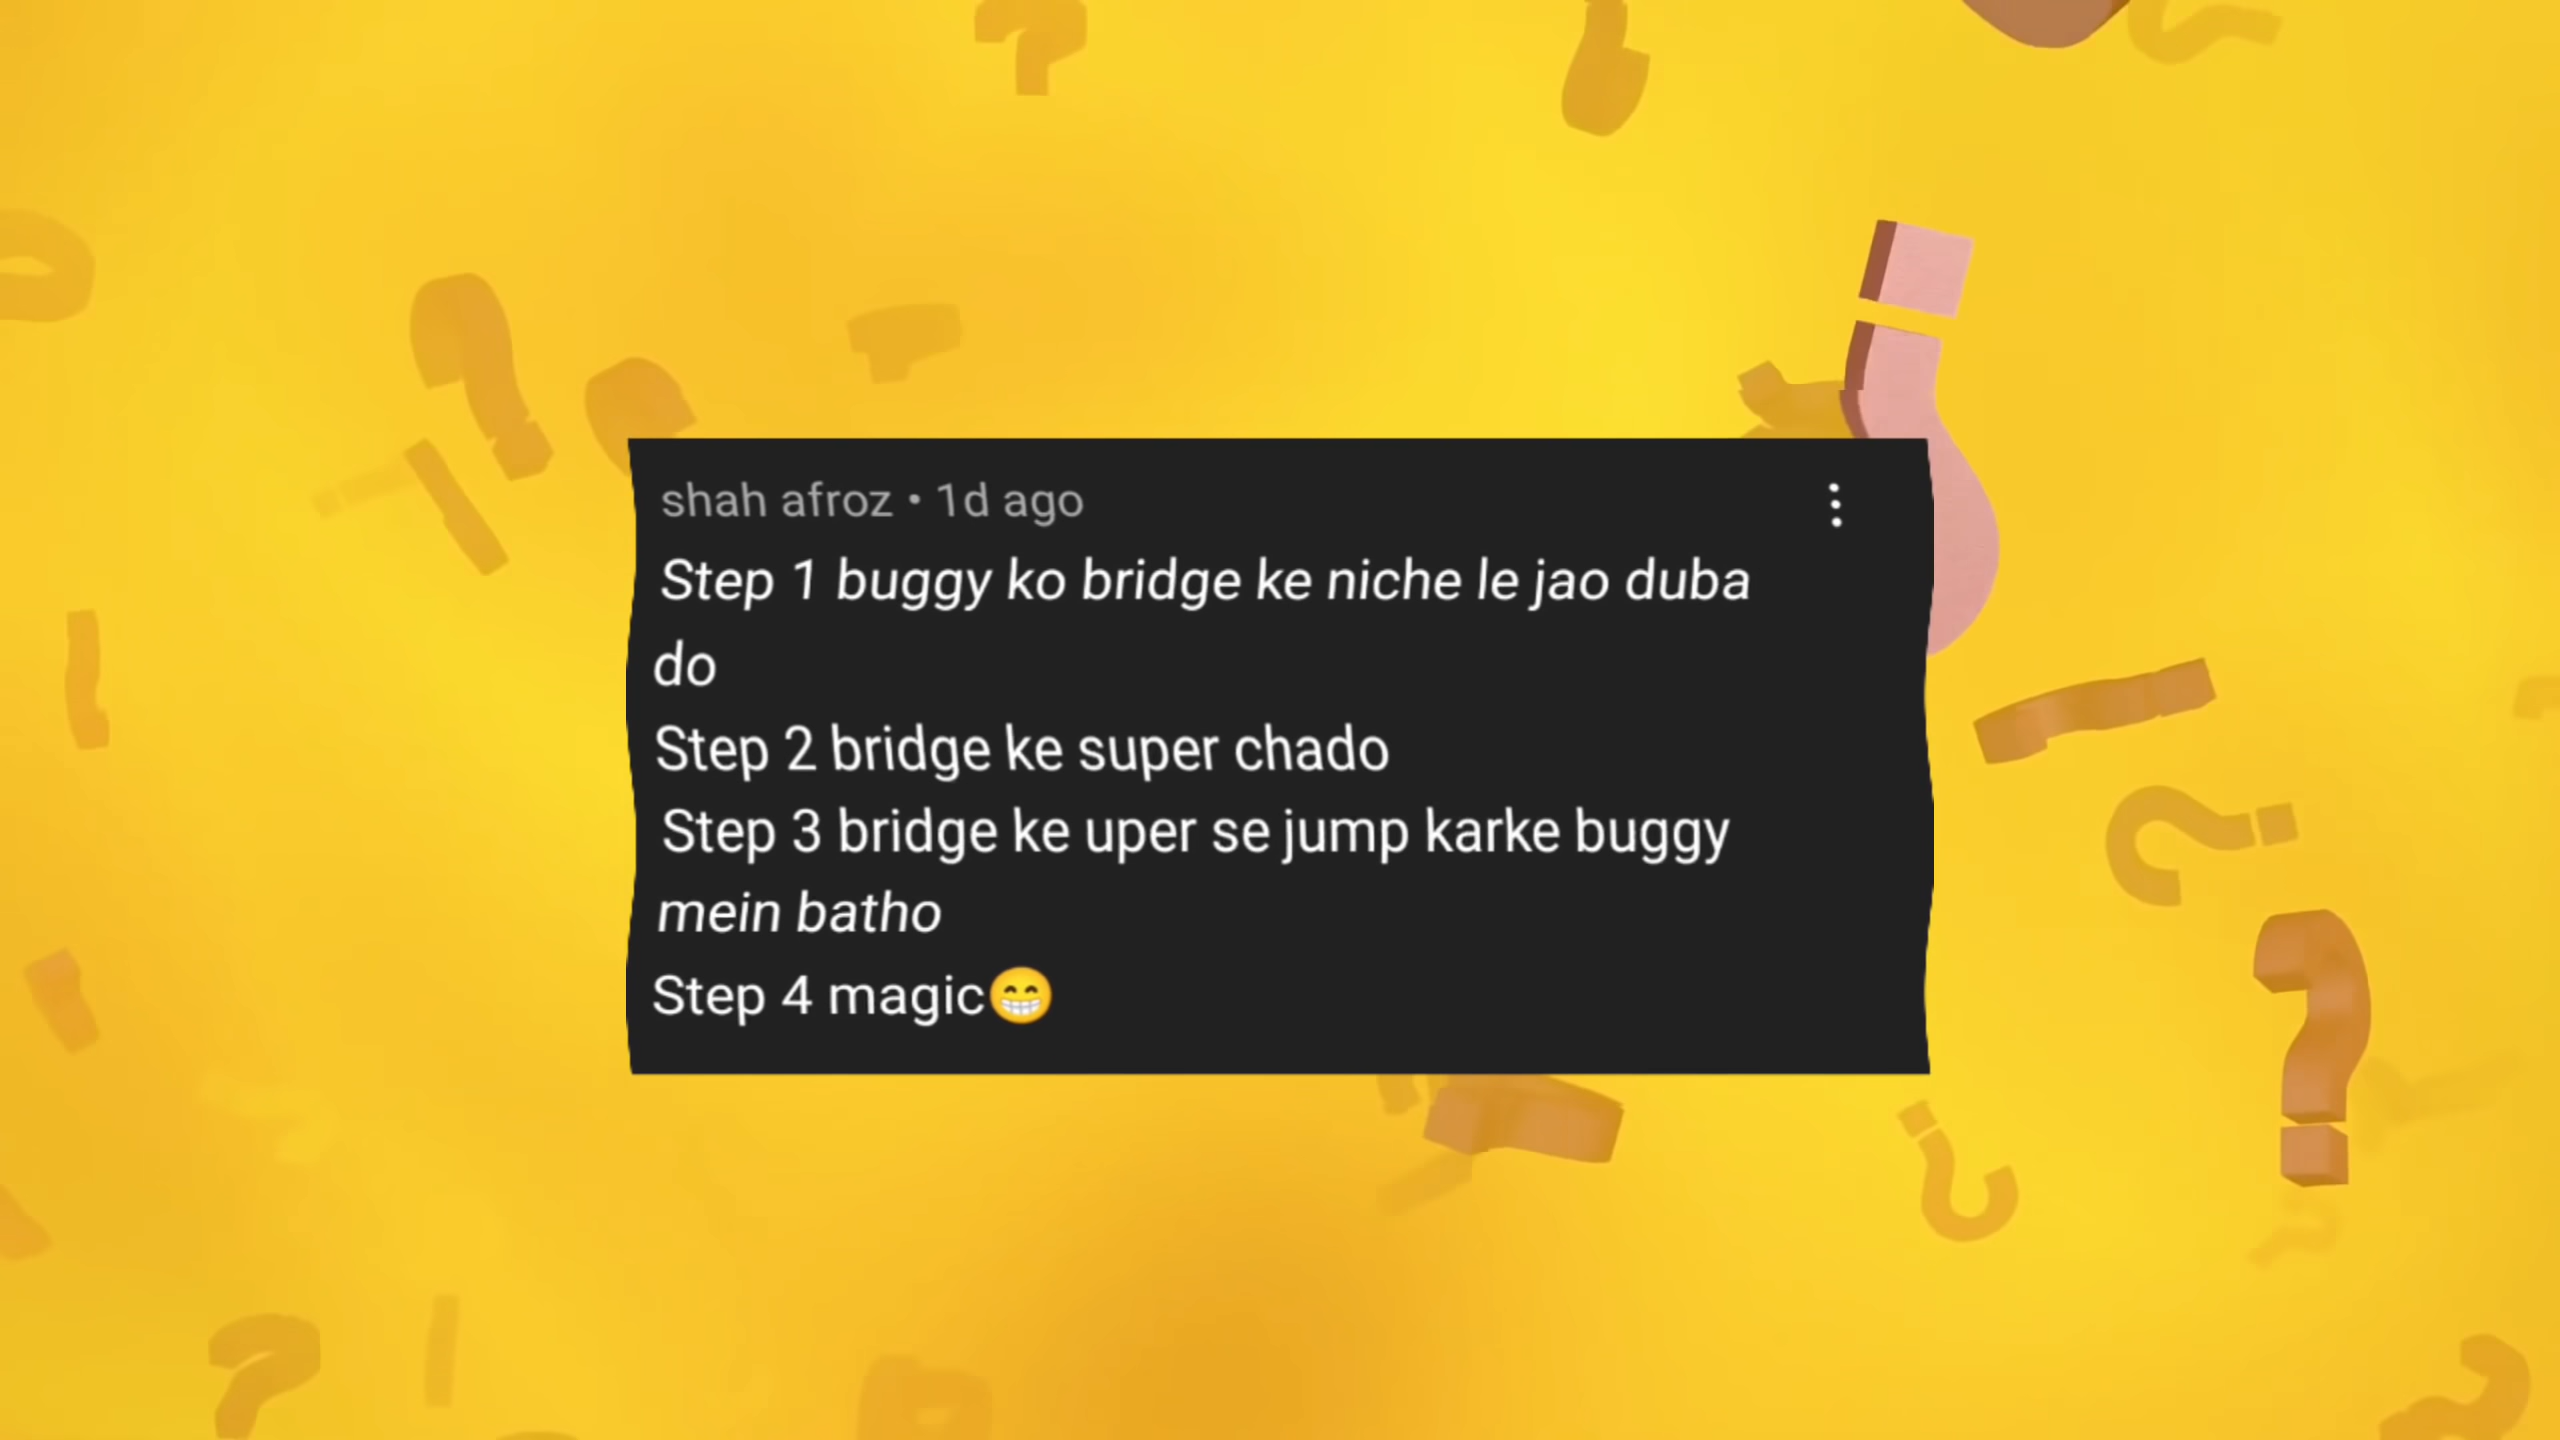 shah afroz • 1d ago
Step 1 buggy ko bridge ke niche le jao duba
do
Step 2 bridge ke super chado
Step 3 bridge ke uper se jump karke buggy
mein batho
Step 4 magic😁